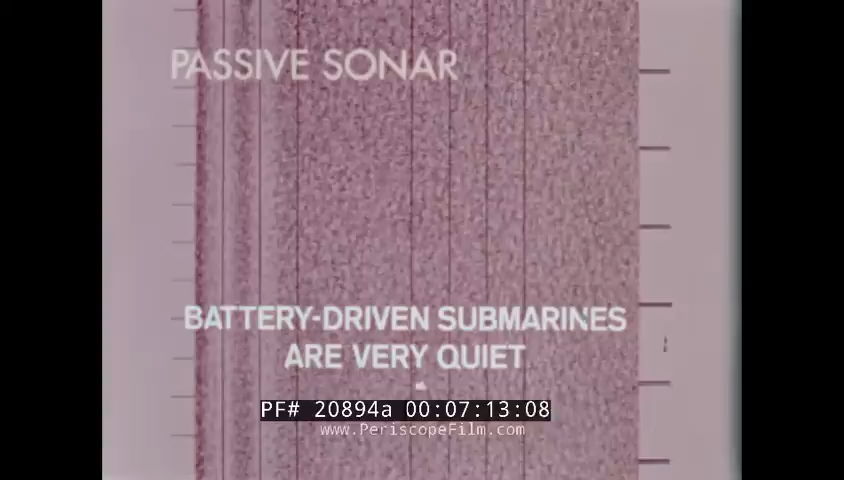 PASSIVE SONAR
BATTERY-DRIVEN SUBMARINES
ARE VERY QUIET
PF# 20894a 00:07:13:08
www.PeriscopeFilm.com